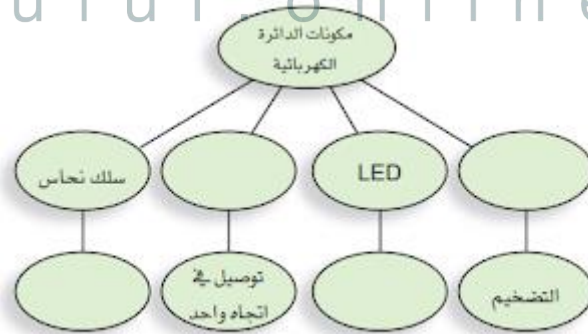 مكونات الدائرة
الكهربائية
سلك نحاس
LED
توصيل في
اتجاه واحد
التضخيم